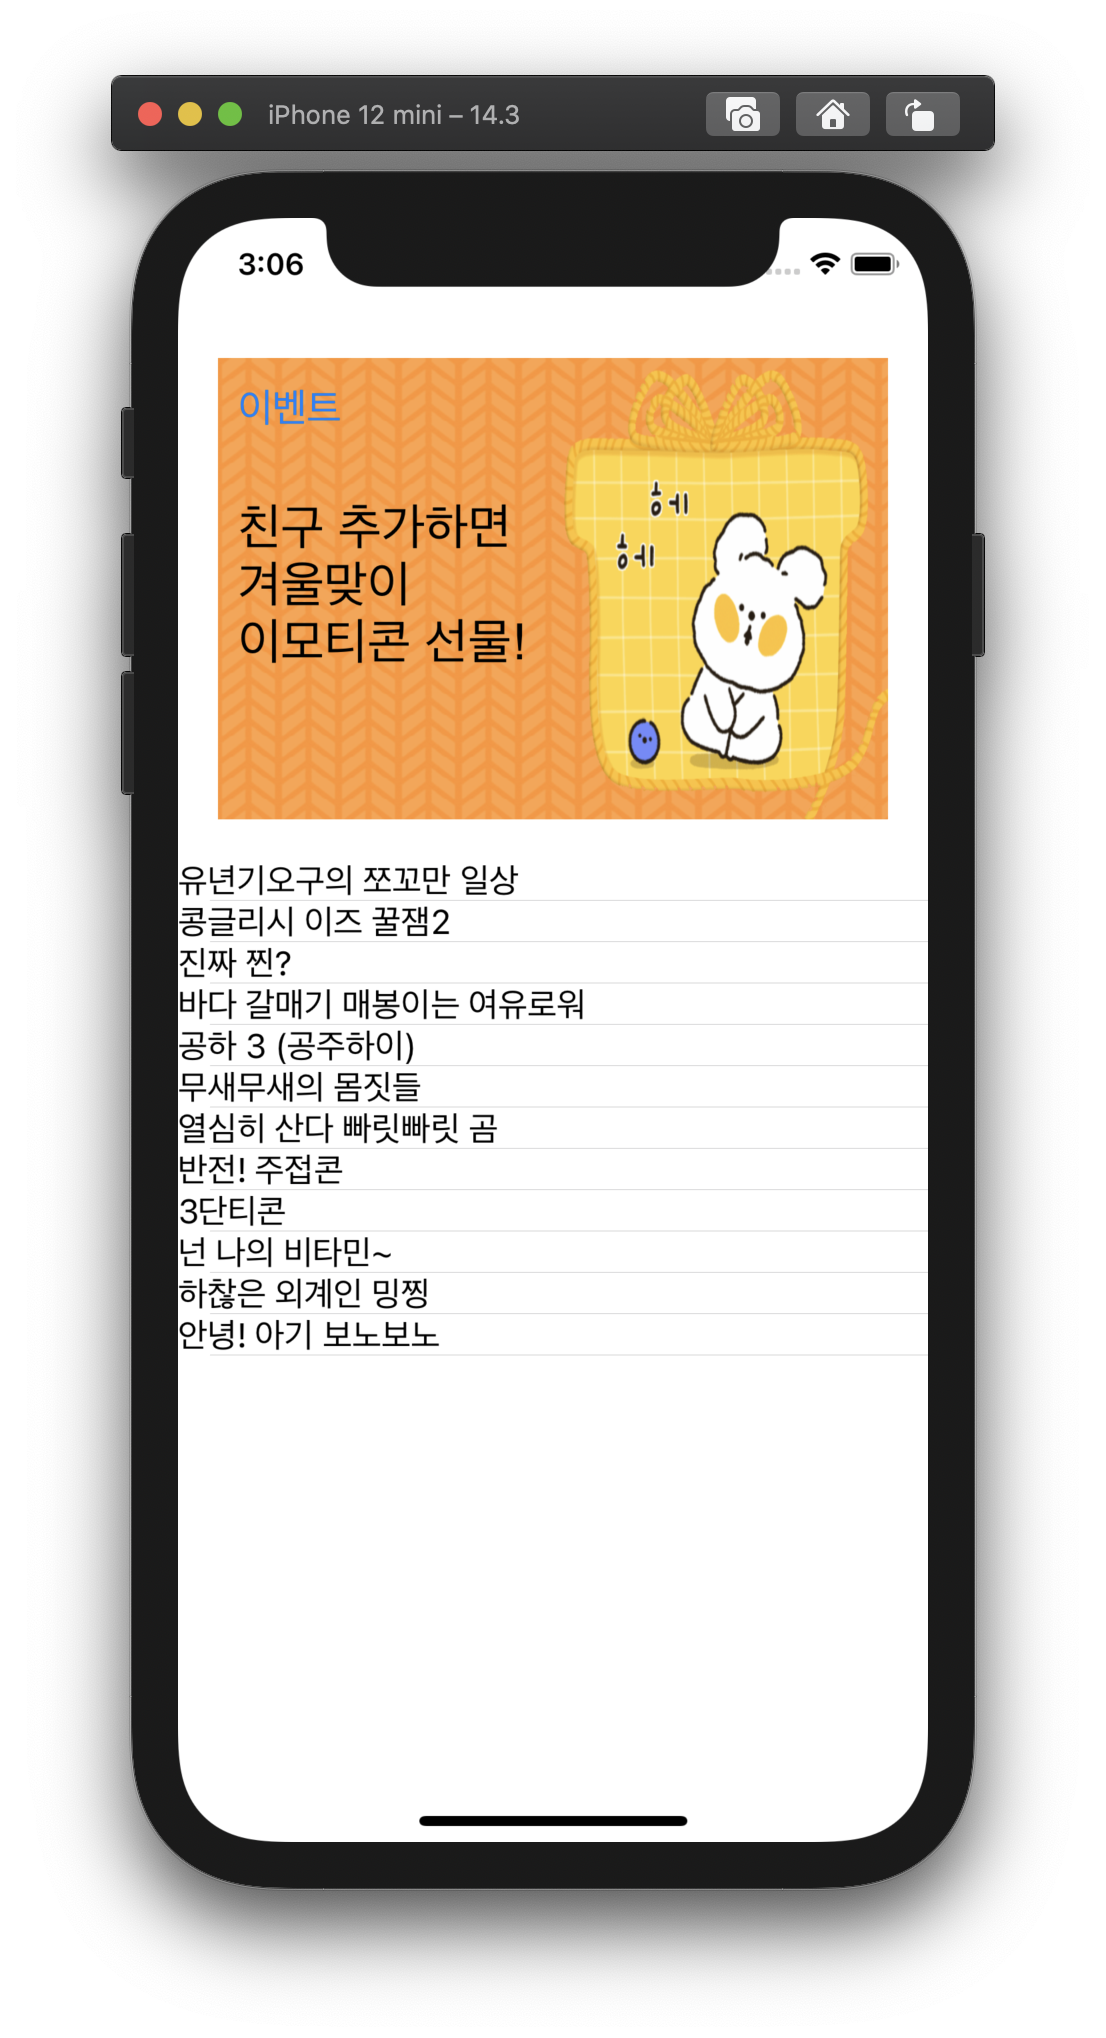 iPhone 12 mini – 14.3
3:06
이벤트
친구 추가하면
겨울맞이
이모티콘 선물!
헤
헤
유년기오구의 쪼꼬만 일상
콩글리시 이즈 꿀잼2
진짜 찐?
바다 갈매기 매봉이는 여유로워
공하 3 (공주하이)
무새무새의 몸짓들
열심히 산다 빠릿빠릿 곰
반전! 주접콘
3단티콘
넌 나의 비타민~
하찮은 외계인 밍찡
안녕! 아기 보노보노